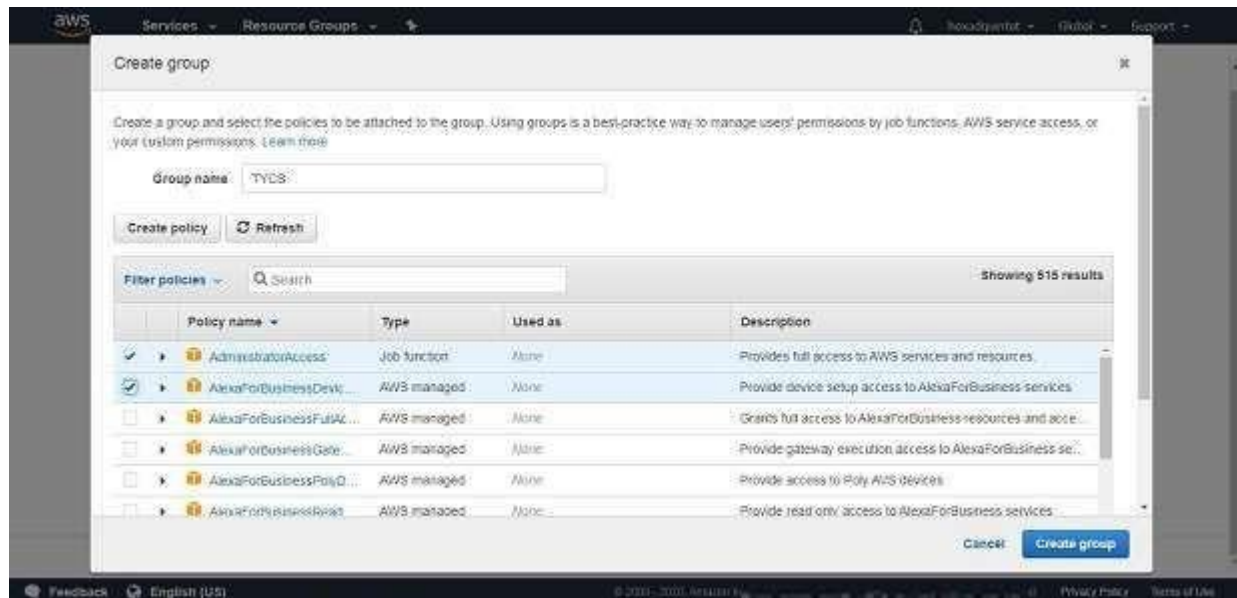 aws Services Resource Groups Global Support
Create group
Create a group and select the policies to be attached to the group. Using groups is a best-practice way to manage users' permissions by job functions, AWS service access, or
your custom permissions. Learn more
Group name TYCS
Create policy Refresh
Filter policies Search Showing 515 results
Policy name Type Used as Description
AdministratorAccess Job function None Provides full access to AWS services and resources.
AlexaForBusinessDevic... AWS managed None Provide device setup access to AlexaForBusiness services
AlexaForBusinessFullAc... AWS managed None Grants full access to AlexaForBusiness resources and acce...
AlexaForBusinessGate... AWS managed None Provide gateway execution access to AlexaForBusiness se...
AlexaForBusinessPolyD... AWS managed None Provide access to Poly AVS devices
AlexaForBusinessRead... AWS managed None Provide read only access to AlexaForBusiness services
Cancel Create group
Feedback English (US) Privacy Policy Terms of Use